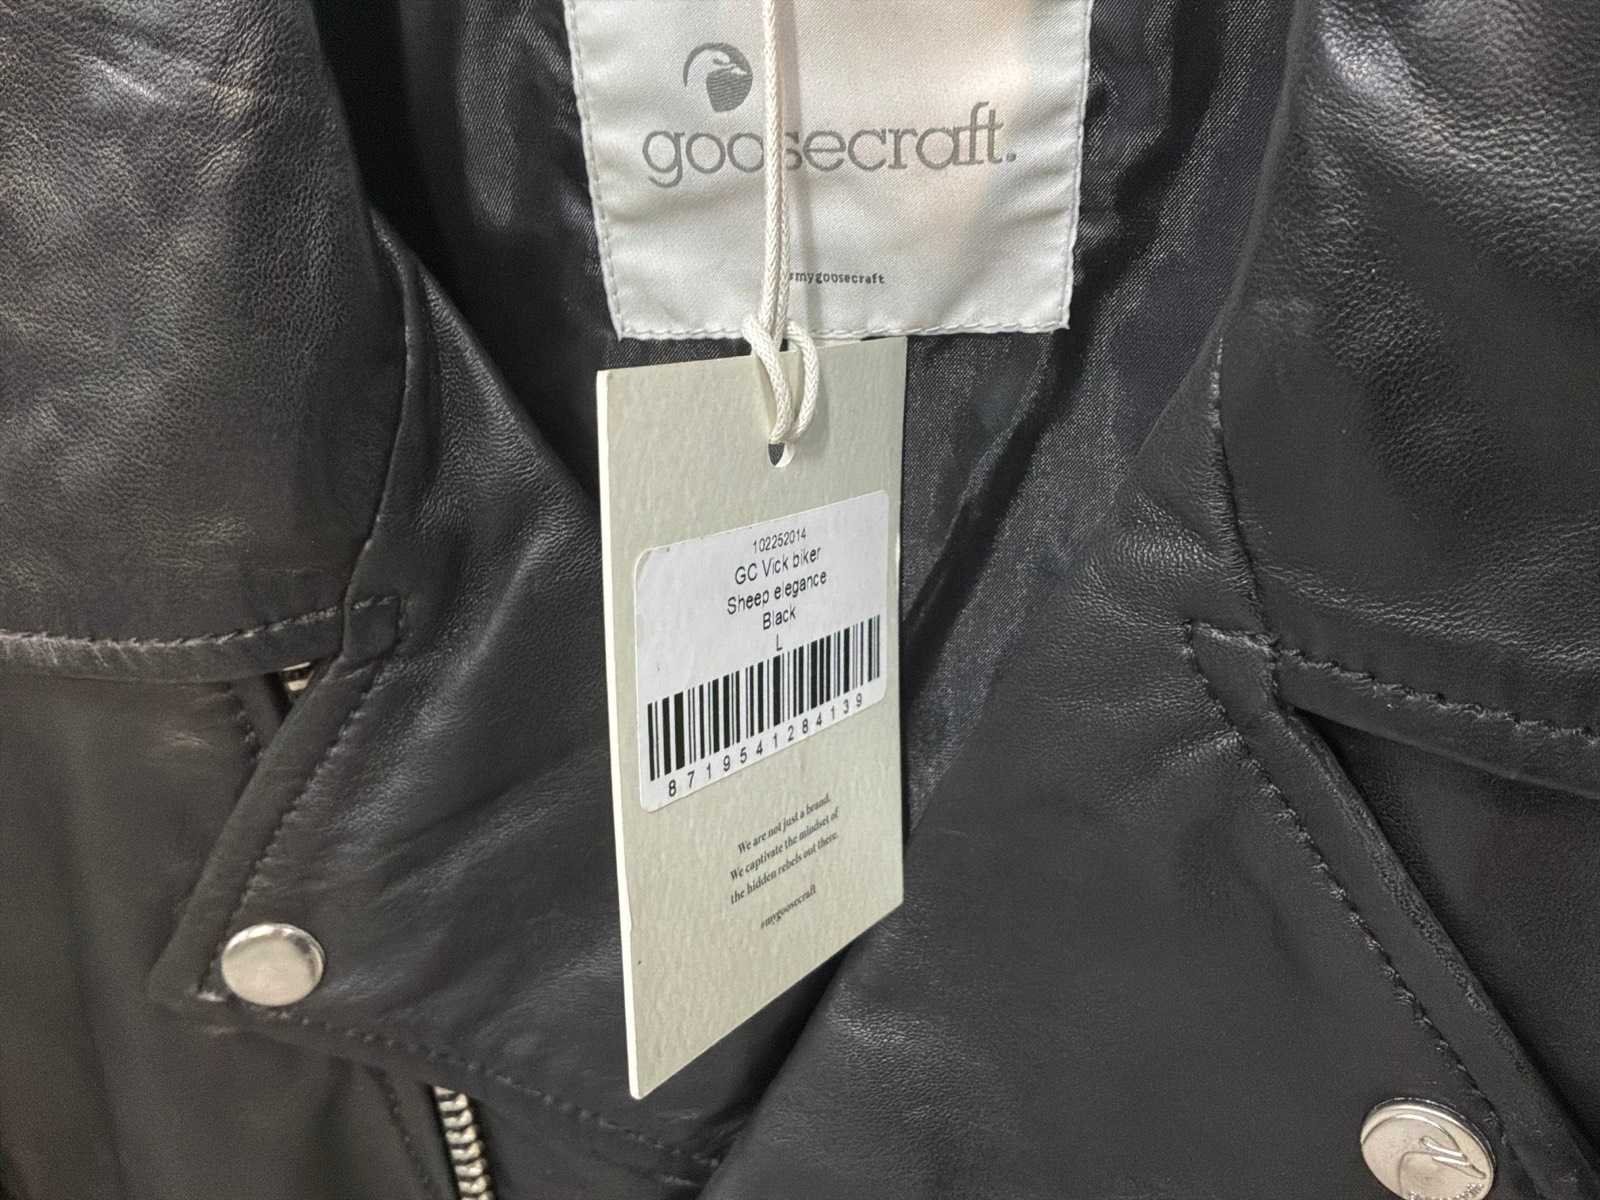 goosecraft.
#mygoosecraft
102252014
GC Vick biker
Sheep elegance
Black
L
8719541284139
We are not just a brand.
We captivate the mindset of
the hidden rebels out there.
#mygoosecraft